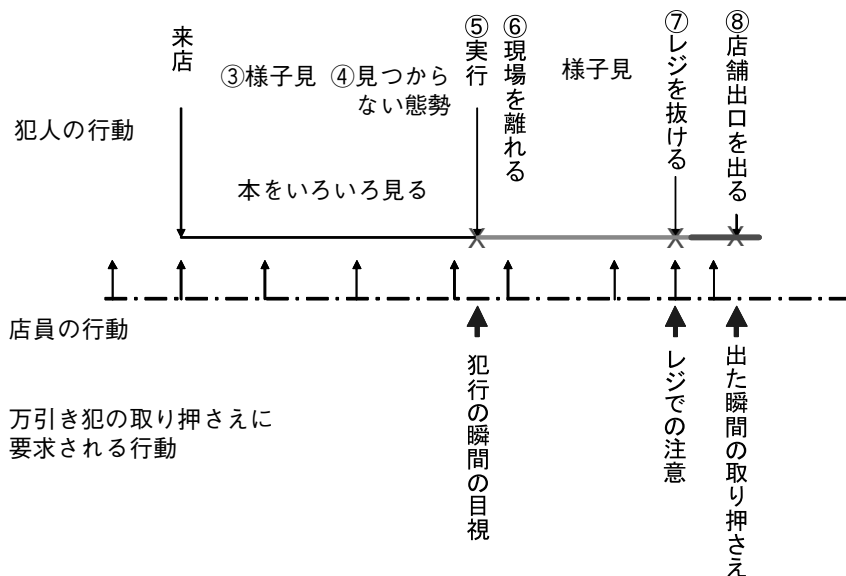 来店
③様子見
④見つから
ない態勢
⑤実行
⑥現場を離れる
様子見
⑦レジを抜ける
⑧店舗出口を出る
犯人の行動
本をいろいろ見る
店員の行動
万引き犯の取り押さえに
要求される行動
犯行の瞬間の目視
レジでの注意
出た瞬間の取り押さえ